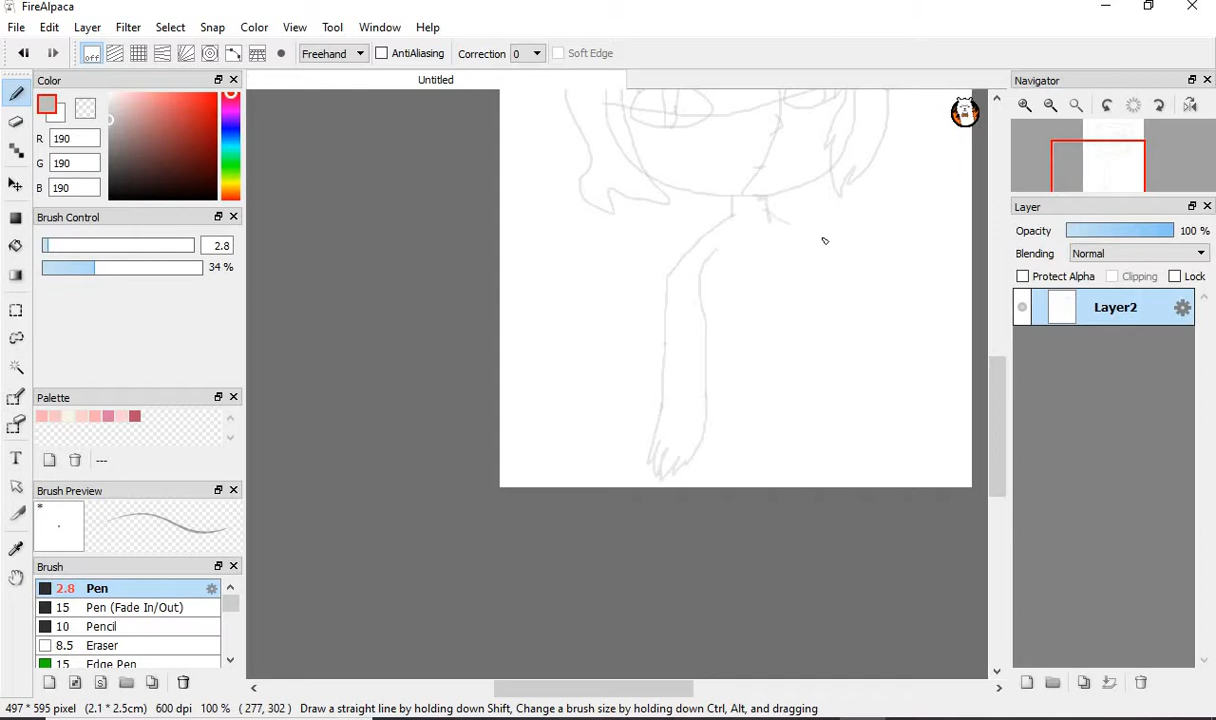 FireAlpaca
File Edit Layer Filter Select Snap Color View Tool Window Help
off Freehand AntiAliasing Correction 0 Soft Edge
Color
Untitled
Navigator
R 190
G 190
B 190
Brush Control
2.8
34 %
Layer
Opacity 100 %
Blending Normal
Protect Alpha Clipping Lock
Layer2
Palette
---
Brush Preview
*
Brush
2.8 Pen
15 Pen (Fade In/Out)
10 Pencil
8.5 Eraser
15 Edge Pen
T
S
497 * 595 pixel (2.1 * 2.5cm) 600 dpi 100 % ( 277, 302 ) Draw a straight line by holding down Shift, Change a brush size by holding down Ctrl, Alt, and dragging